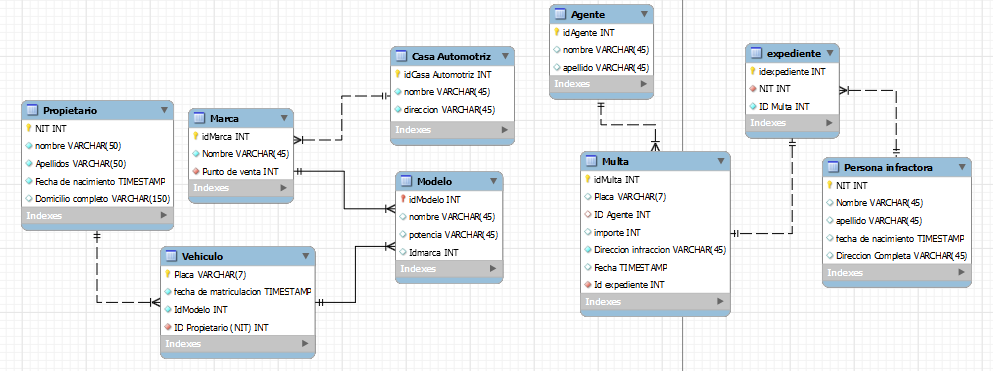 Propietario
NIT INT
nombre VARCHAR(50)
Apellidos VARCHAR(50)
Fecha de nacimiento TIMESTAMP
Domicilio completo VARCHAR(150)
Indexes
Marca
idMarca INT
Nombre VARCHAR(45)
Punto de venta INT
Indexes
Casa Automotriz
idCasa Automotriz INT
nombre VARCHAR(45)
direccion VARCHAR(45)
Indexes
Modelo
idModelo INT
nombre VARCHAR(45)
potencia VARCHAR(45)
Idmarca INT
Indexes
Vehiculo
Placa VARCHAR(7)
fecha de matriculacion TIMESTAMP
IdModelo INT
ID Propietario (NIT) INT
Indexes
Agente
idAgente INT
nombre VARCHAR(45)
apellido VARCHAR(45)
Indexes
Multa
idMulta INT
Placa VARCHAR(7)
ID Agente INT
importe INT
Direccion infraccion VARCHAR(45)
Fecha TIMESTAMP
Id expediente INT
Indexes
expediente
idexpediente INT
NIT INT
ID Multa INT
Indexes
Persona infractora
NIT INT
Nombre VARCHAR(45)
apellido VARCHAR(45)
fecha de nacimiento TIMESTAMP
Direccion Completa VARCHAR(45)
Indexes